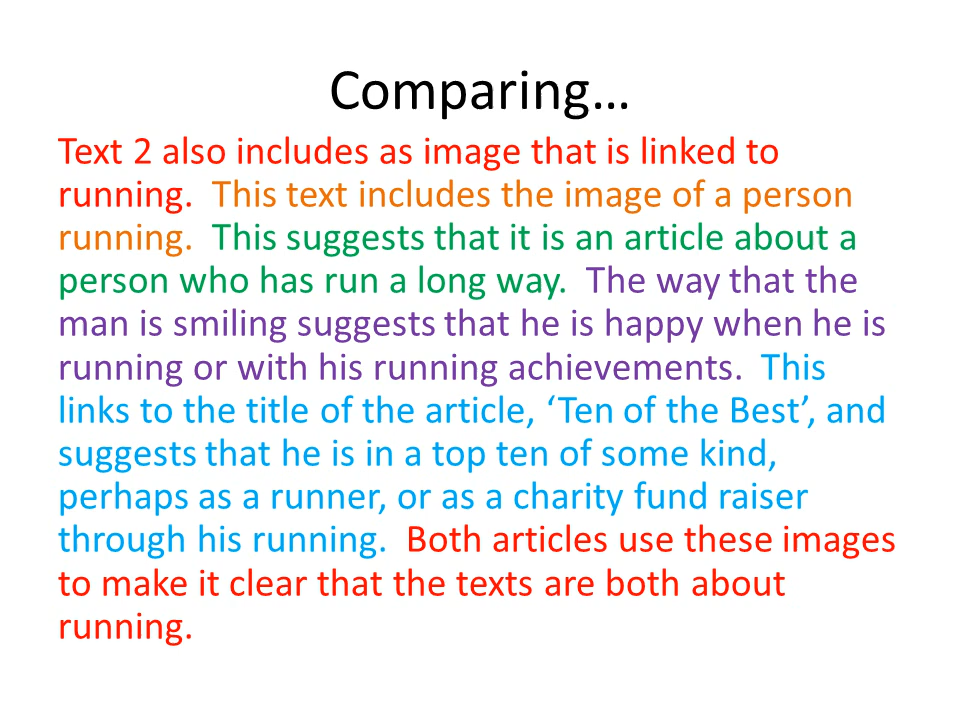 Comparing…
Text 2 also includes as image that is linked to
running.  This text includes the image of a person
running.  This suggests that it is an article about a
person who has run a long way.  The way that the
man is smiling suggests that he is happy when he is
running or with his running achievements.  This
links to the title of the article, ‘Ten of the Best’, and
suggests that he is in a top ten of some kind,
perhaps as a runner, or as a charity fund raiser
through his running.  Both articles use these images
to make it clear that the texts are both about
running.